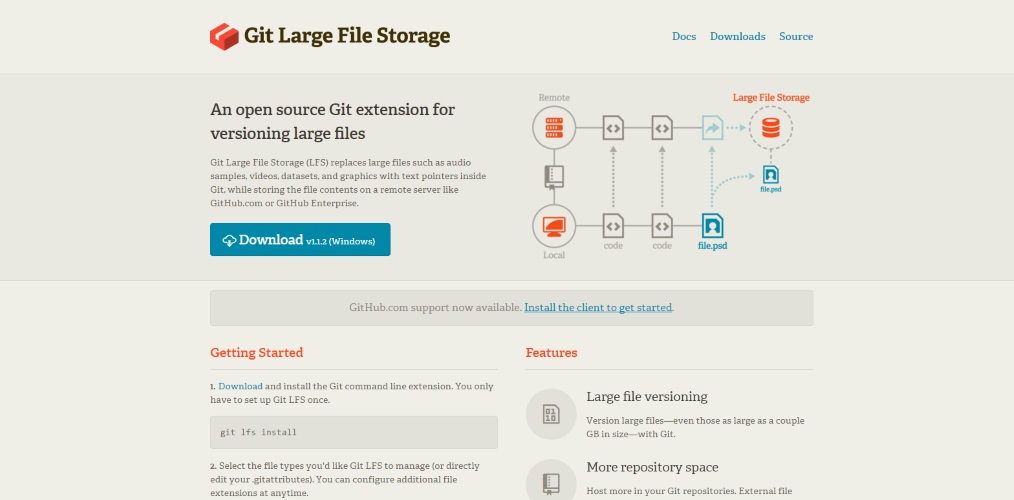 Git Large File Storage
Docs Downloads Source
An open source Git extension for
versioning large files
Git Large File Storage (LFS) replaces large files such as audio
samples, videos, datasets, and graphics with text pointers inside
Git, while storing the file contents on a remote server like
GitHub.com or GitHub Enterprise.
Download v1.1.2 (Windows)
Remote
Large File Storage
file.psd
code
code
file.psd
Local
GitHub.com support now available. Install the client to get started.
Getting Started
1. Download and install the Git command line extension. You only
have to set up Git LFS once.
git lfs install
2. Select the file types you'd like Git LFS to manage (or directly
edit your .gitattributes). You can configure additional file
extensions at anytime.
Features
01
10
Large file versioning
Version large files—even those as large as a couple
GB in size—with Git.
More repository space
Host more in your Git repositories. External file